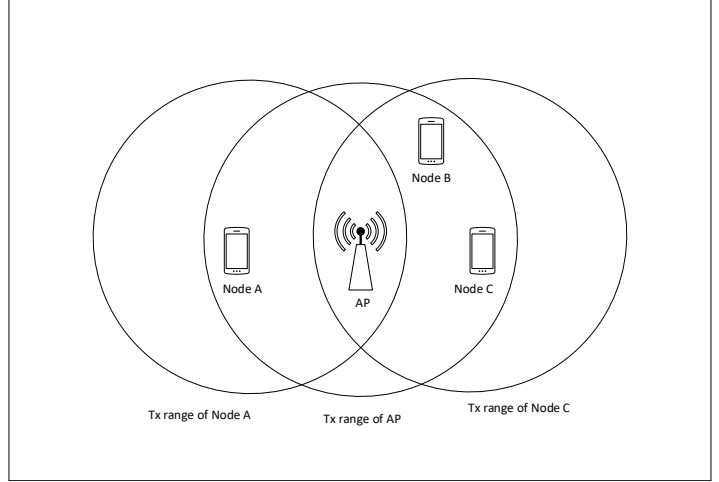 Node B
Node A
AP
Node C
Tx range of Node A
Tx range of AP
Tx range of Node C